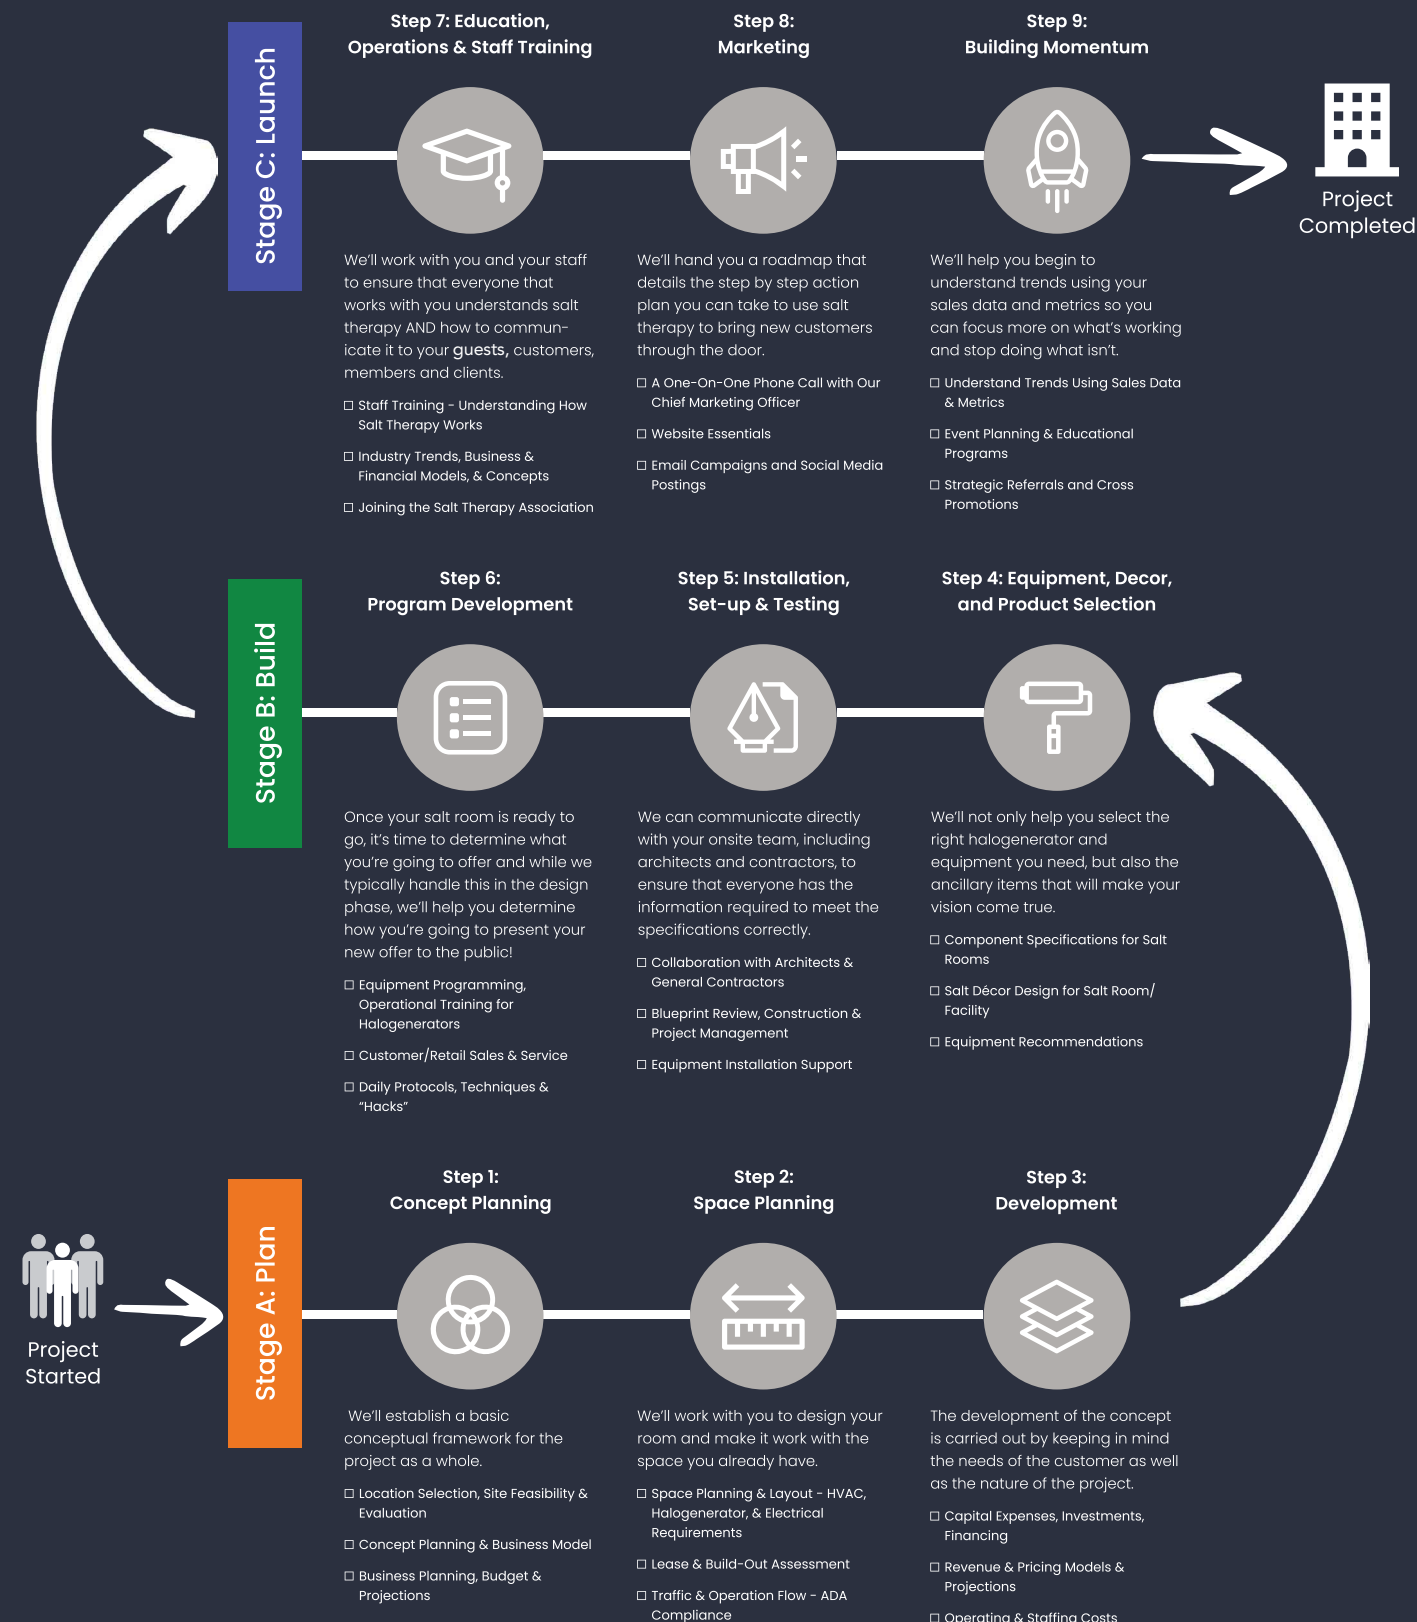 Step 7: Education,
Operations & Staff Training
Step 8:
Marketing
Step 9:
Building Momentum
Stage C: Launch
Project
Completed
We'll work with you and your staff
to ensure that everyone that
works with you understands salt
therapy AND how to commun-
icate it to your guests, customers,
members and clients.
☐ Staff Training - Understanding How
Salt Therapy Works
☐ Industry Trends, Business &
Financial Models, & Concepts
☐ Joining the Salt Therapy Association
We'll hand you a roadmap that
details the step by step action
plan you can take to use salt
therapy to bring new customers
through the door.
☐ A One-On-One Phone Call with Our
Chief Marketing Officer
☐ Website Essentials
☐ Email Campaigns and Social Media
Postings
We'll help you begin to
understand trends using your
sales data and metrics so you
can focus more on what's working
and stop doing what isn't.
☐ Understand Trends Using Sales Data
& Metrics
☐ Event Planning & Educational
Programs
☐ Strategic Referrals and Cross
Promotions
Step 6:
Program Development
Step 5: Installation,
Set-up & Testing
Step 4: Equipment, Decor,
and Product Selection
Stage B: Build
Once your salt room is ready to
go, it's time to determine what
you're going to offer and while we
typically handle this in the design
phase, we'll help you determine
how you're going to present your
new offer to the public!
☐ Equipment Programming,
Operational Training for
Halogenerators
☐ Customer/Retail Sales & Service
☐ Daily Protocols, Techniques &
“Hacks”
We can communicate directly
with your onsite team, including
architects and contractors, to
ensure that everyone has the
information required to meet the
specifications correctly.
☐ Collaboration with Architects &
General Contractors
☐ Blueprint Review, Construction &
Project Management
☐ Equipment Installation Support
We'll not only help you select the
right halogenerator and
equipment you need, but also the
ancillary items that will make your
vision come true.
☐ Component Specifications for Salt
Rooms
☐ Salt Décor Design for Salt Room/
Facility
☐ Equipment Recommendations
Step 1:
Concept Planning
Step 2:
Space Planning
Step 3:
Development
Project
Started
Stage A: Plan
We'll establish a basic
conceptual framework for the
project as a whole.
☐ Location Selection, Site Feasibility &
Evaluation
☐ Concept Planning & Business Model
☐ Business Planning, Budget &
Projections
We'll work with you to design your
room and make it work with the
space you already have.
☐ Space Planning & Layout - HVAC,
Halogenerator, & Electrical
Requirements
☐ Lease & Build-Out Assessment
☐ Traffic & Operation Flow - ADA
Compliance
The development of the concept
is carried out by keeping in mind
the needs of the customer as well
as the nature of the project.
☐ Capital Expenses, Investments,
Financing
☐ Revenue & Pricing Models &
Projections
☐ Operating & Staffing Costs